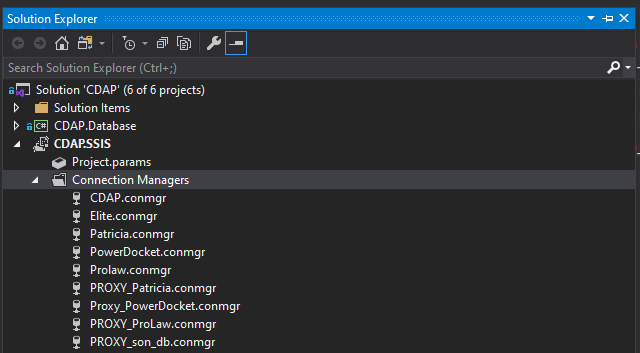 Solution Explorer
Search Solution Explorer (Ctrl+;)
Solution 'CDAP' (6 of 6 projects)
Solution Items
C# CDAP.Database
CDAP.SSIS
Project.params
Connection Managers
CDAP.conmgr
Elite.conmgr
Patricia.conmgr
PowerDocket.conmgr
Prolaw.conmgr
PROXY_Patricia.conmgr
Proxy_PowerDocket.conmgr
PROXY_ProLaw.conmgr
PROXY_son_db.conmgr